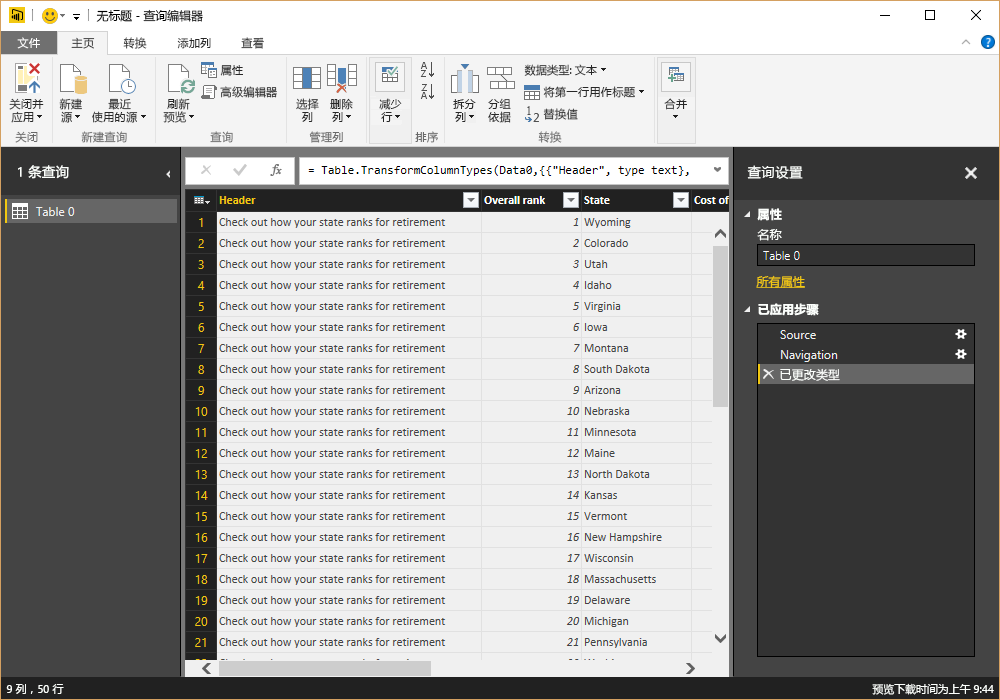 无标题 - 查询编辑器
文件 主页 转换 添加列 查看
关闭并应用 新建源 最近使用的源 刷新预览 属性 高级编辑器 选择列 删除列 减少行 拆分列 分组依据 数据类型: 文本 将第一行用作标题 替换值 合并
关闭 新建查询 查询 管理列 排序 转换
1 条查询
Table 0
fx = Table.TransformColumnTypes(Data0,{{"Header", type text},
Header Overall rank State Cost of
1 Check out how your state ranks for retirement 1 Wyoming
2 Check out how your state ranks for retirement 2 Colorado
3 Check out how your state ranks for retirement 3 Utah
4 Check out how your state ranks for retirement 4 Idaho
5 Check out how your state ranks for retirement 5 Virginia
6 Check out how your state ranks for retirement 6 Iowa
7 Check out how your state ranks for retirement 7 Montana
8 Check out how your state ranks for retirement 8 South Dakota
9 Check out how your state ranks for retirement 9 Arizona
10 Check out how your state ranks for retirement 10 Nebraska
11 Check out how your state ranks for retirement 11 Minnesota
12 Check out how your state ranks for retirement 12 Maine
13 Check out how your state ranks for retirement 13 North Dakota
14 Check out how your state ranks for retirement 14 Kansas
15 Check out how your state ranks for retirement 15 Vermont
16 Check out how your state ranks for retirement 16 New Hampshire
17 Check out how your state ranks for retirement 17 Wisconsin
18 Check out how your state ranks for retirement 18 Massachusetts
19 Check out how your state ranks for retirement 19 Delaware
20 Check out how your state ranks for retirement 20 Michigan
21 Check out how your state ranks for retirement 21 Pennsylvania
查询设置
属性
名称
Table 0
所有属性
已应用步骤
Source
Navigation
已更改类型
9 列，50 行
预览下载时间为上午 9:44